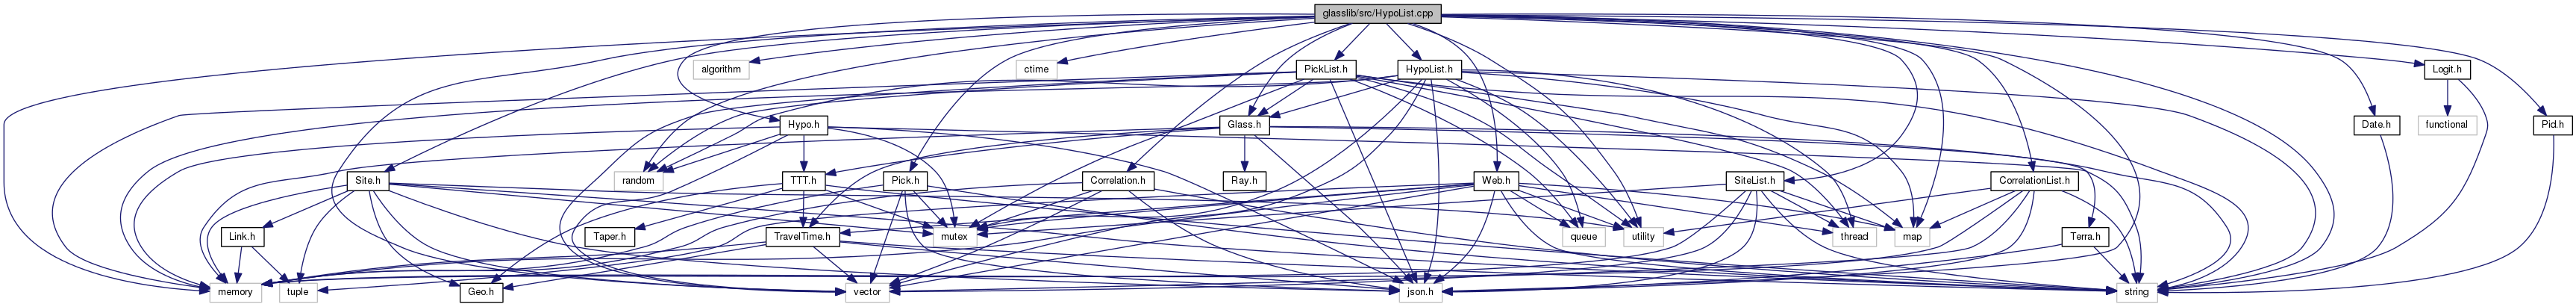 glasslib/src/HypoList.cpp
algorithm
ctime
PickList.h
HypoList.h
Logit.h
Hypo.h
Glass.h
Date.h
functional
Pid.h
random
Site.h
TTT.h
Pick.h
Ray.h
Correlation.h
Web.h
SiteList.h
CorrelationList.h
Link.h
Taper.h
TravelTime.h
mutex
queue
utility
thread
map
Terra.h
memory
tuple
Geo.h
vector
json.h
string